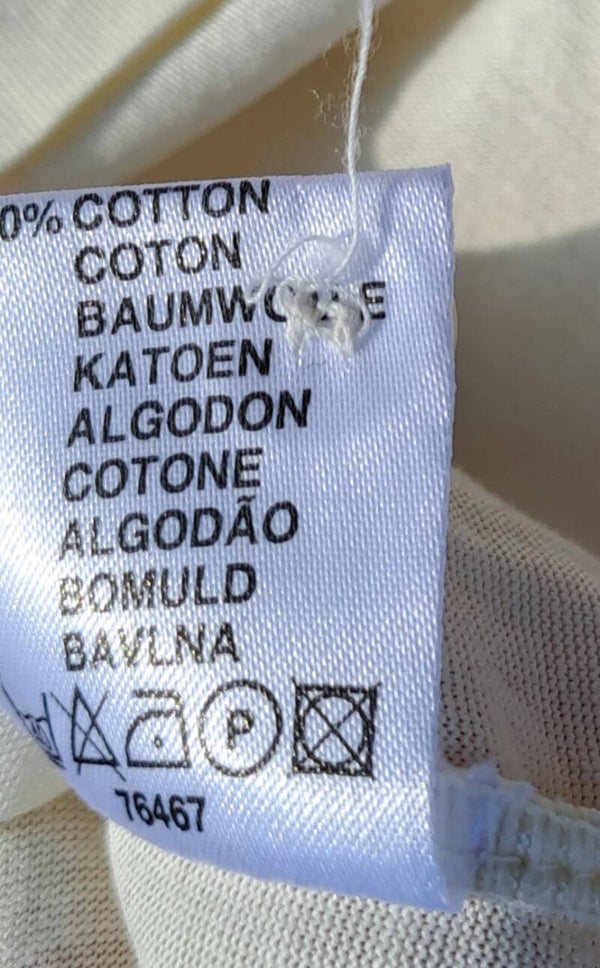 0% COTTON
COTON
BAUMWOLLE
KATOEN
ALGODON
COTONE
ALGODÃO
BOMULD
BAVLNA
P
76467